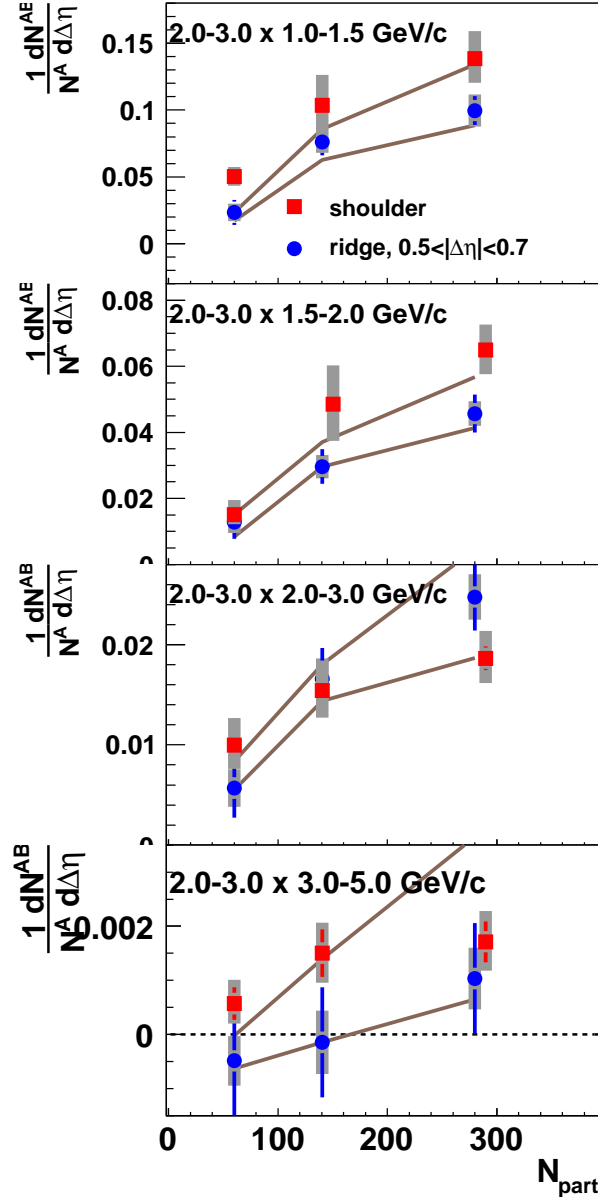 1 dN^AB
N^A dΔη
2.0-3.0 x 1.0-1.5 GeV/c
0.15
0.1
0.05
0
shoulder
ridge, 0.5<|Δη|<0.7
1 dN^AB
N^A dΔη
2.0-3.0 x 1.5-2.0 GeV/c
0.08
0.06
0.04
0.02
0
1 dN^AB
N^A dΔη
2.0-3.0 x 2.0-3.0 GeV/c
0.02
0.01
0
1 dN^AB
N^A dΔη
2.0-3.0 x 3.0-5.0 GeV/c
0.002
0
0 100 200 300
N_part